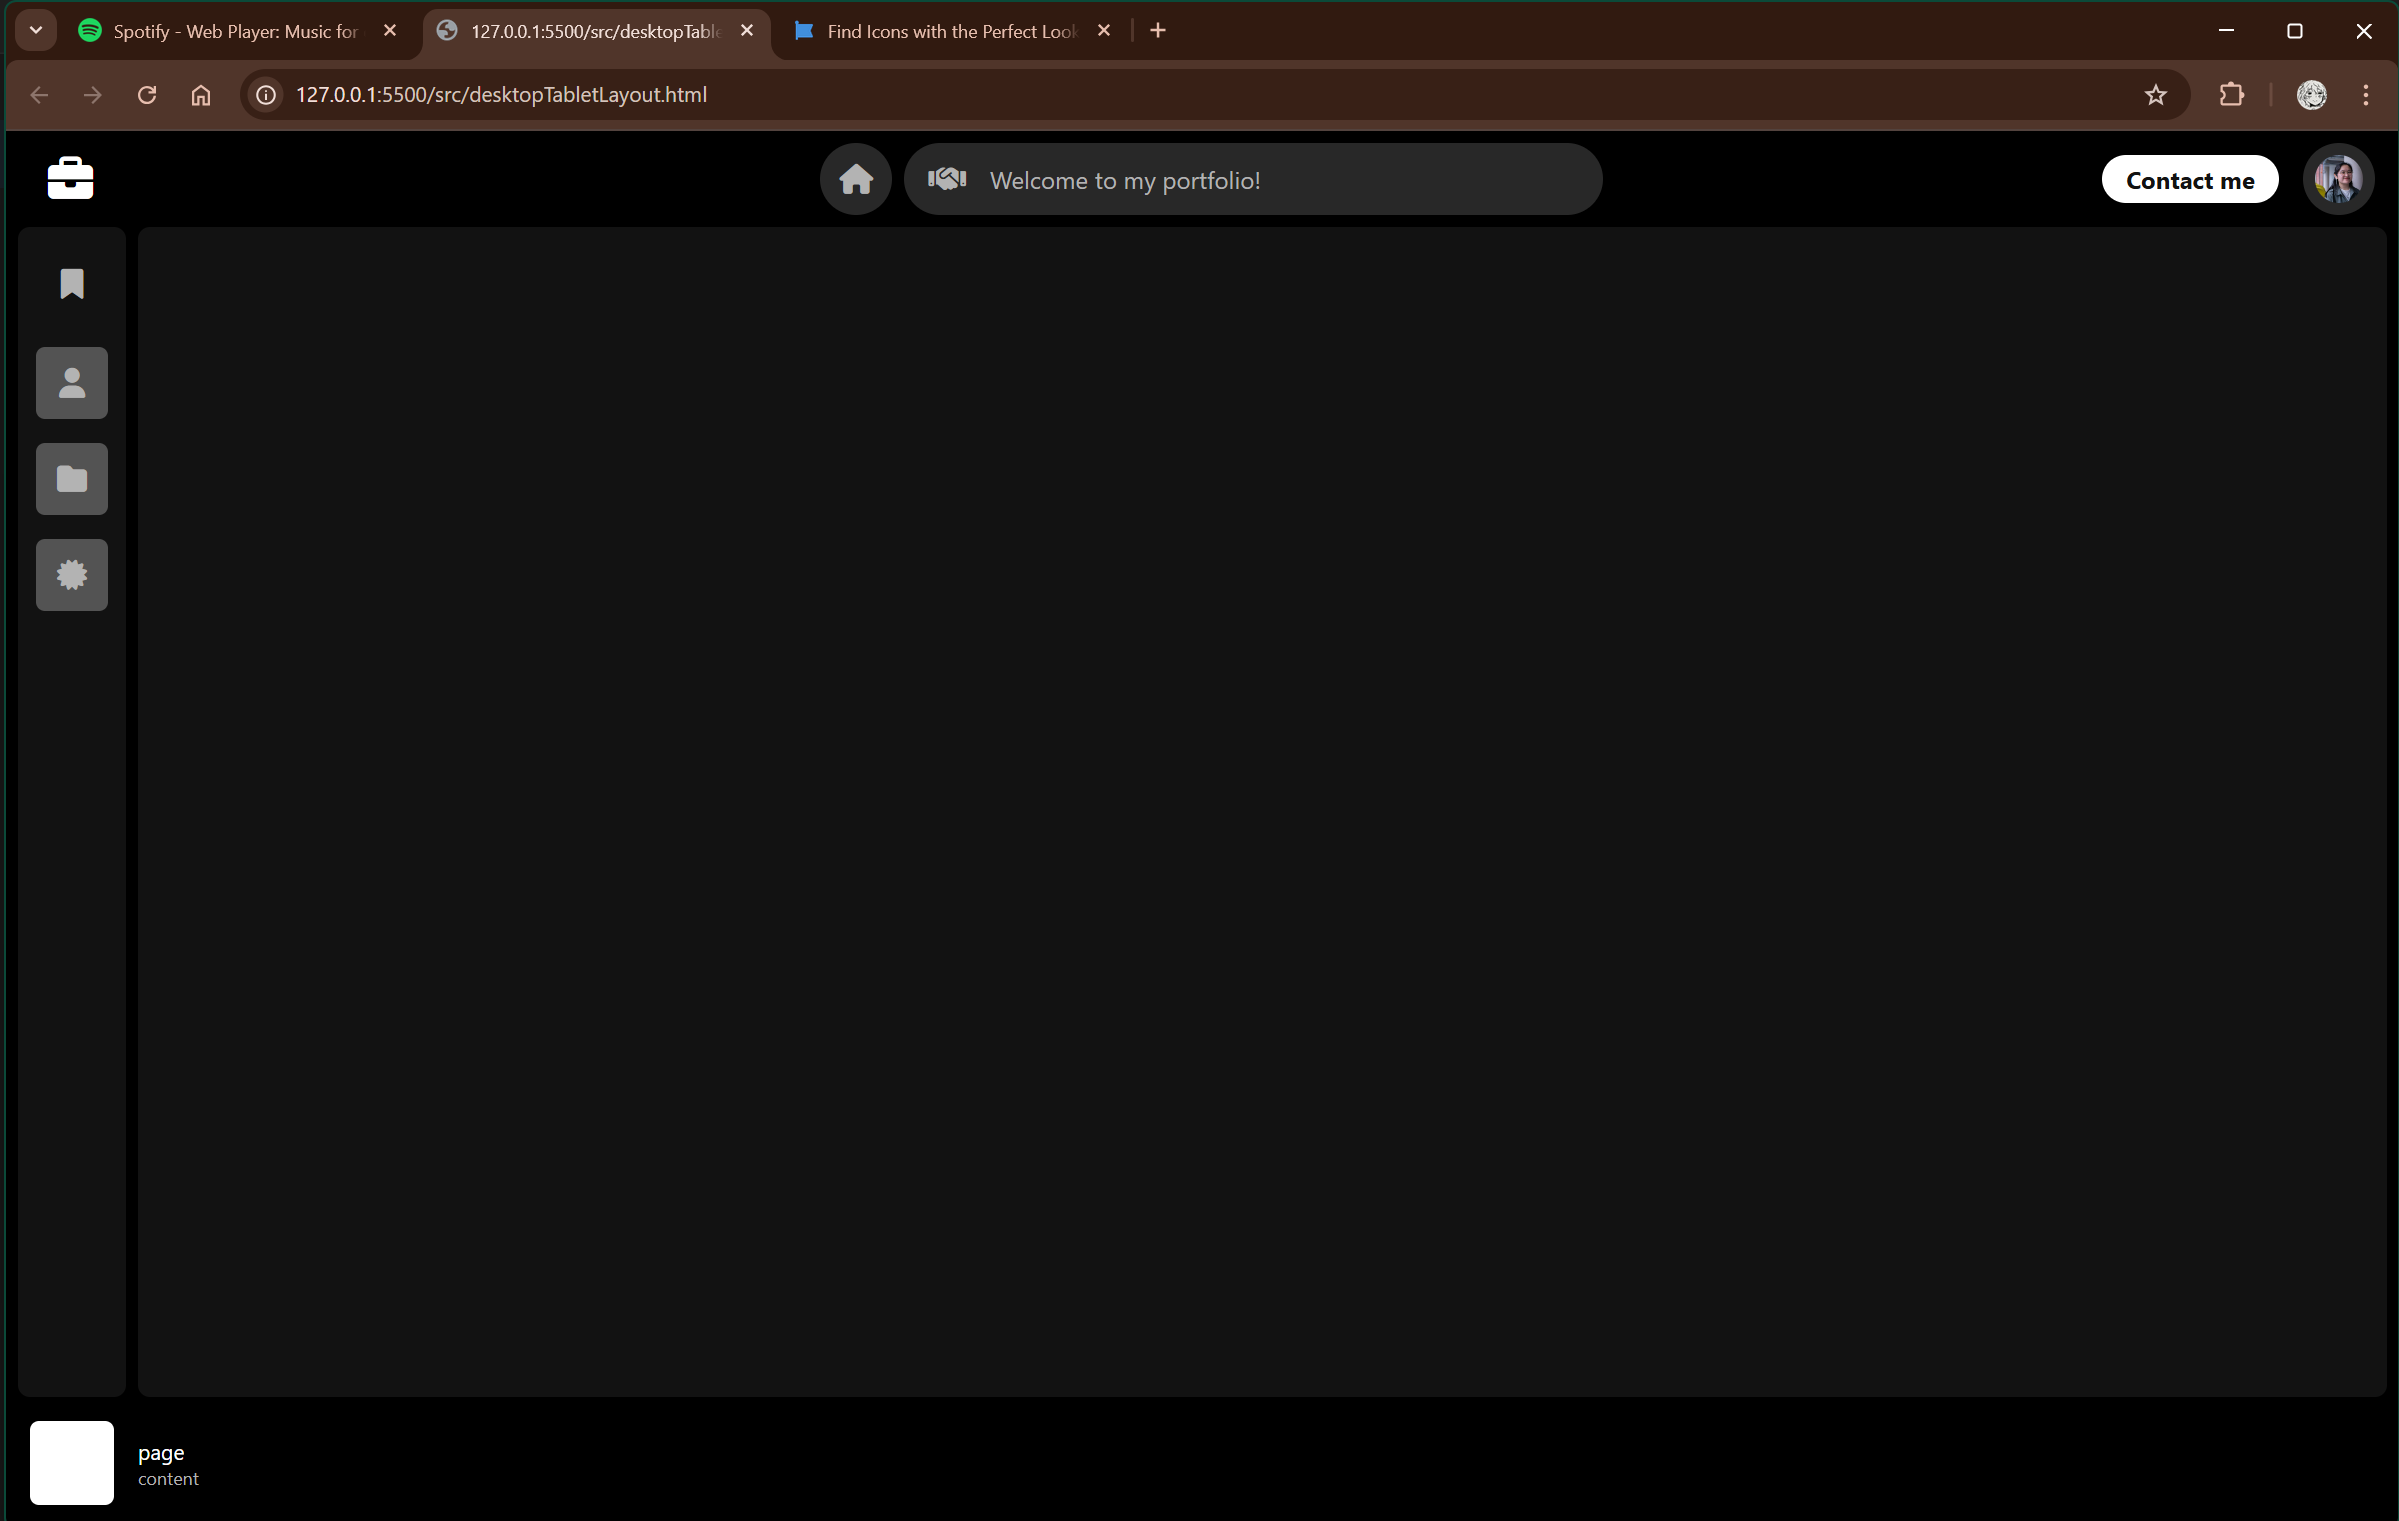 Spotify - Web Player: Music for
127.0.0.1:5500/src/desktopTable
Find Icons with the Perfect Look
127.0.0.1:5500/src/desktopTabletLayout.html
Welcome to my portfolio!
Contact me
page
content